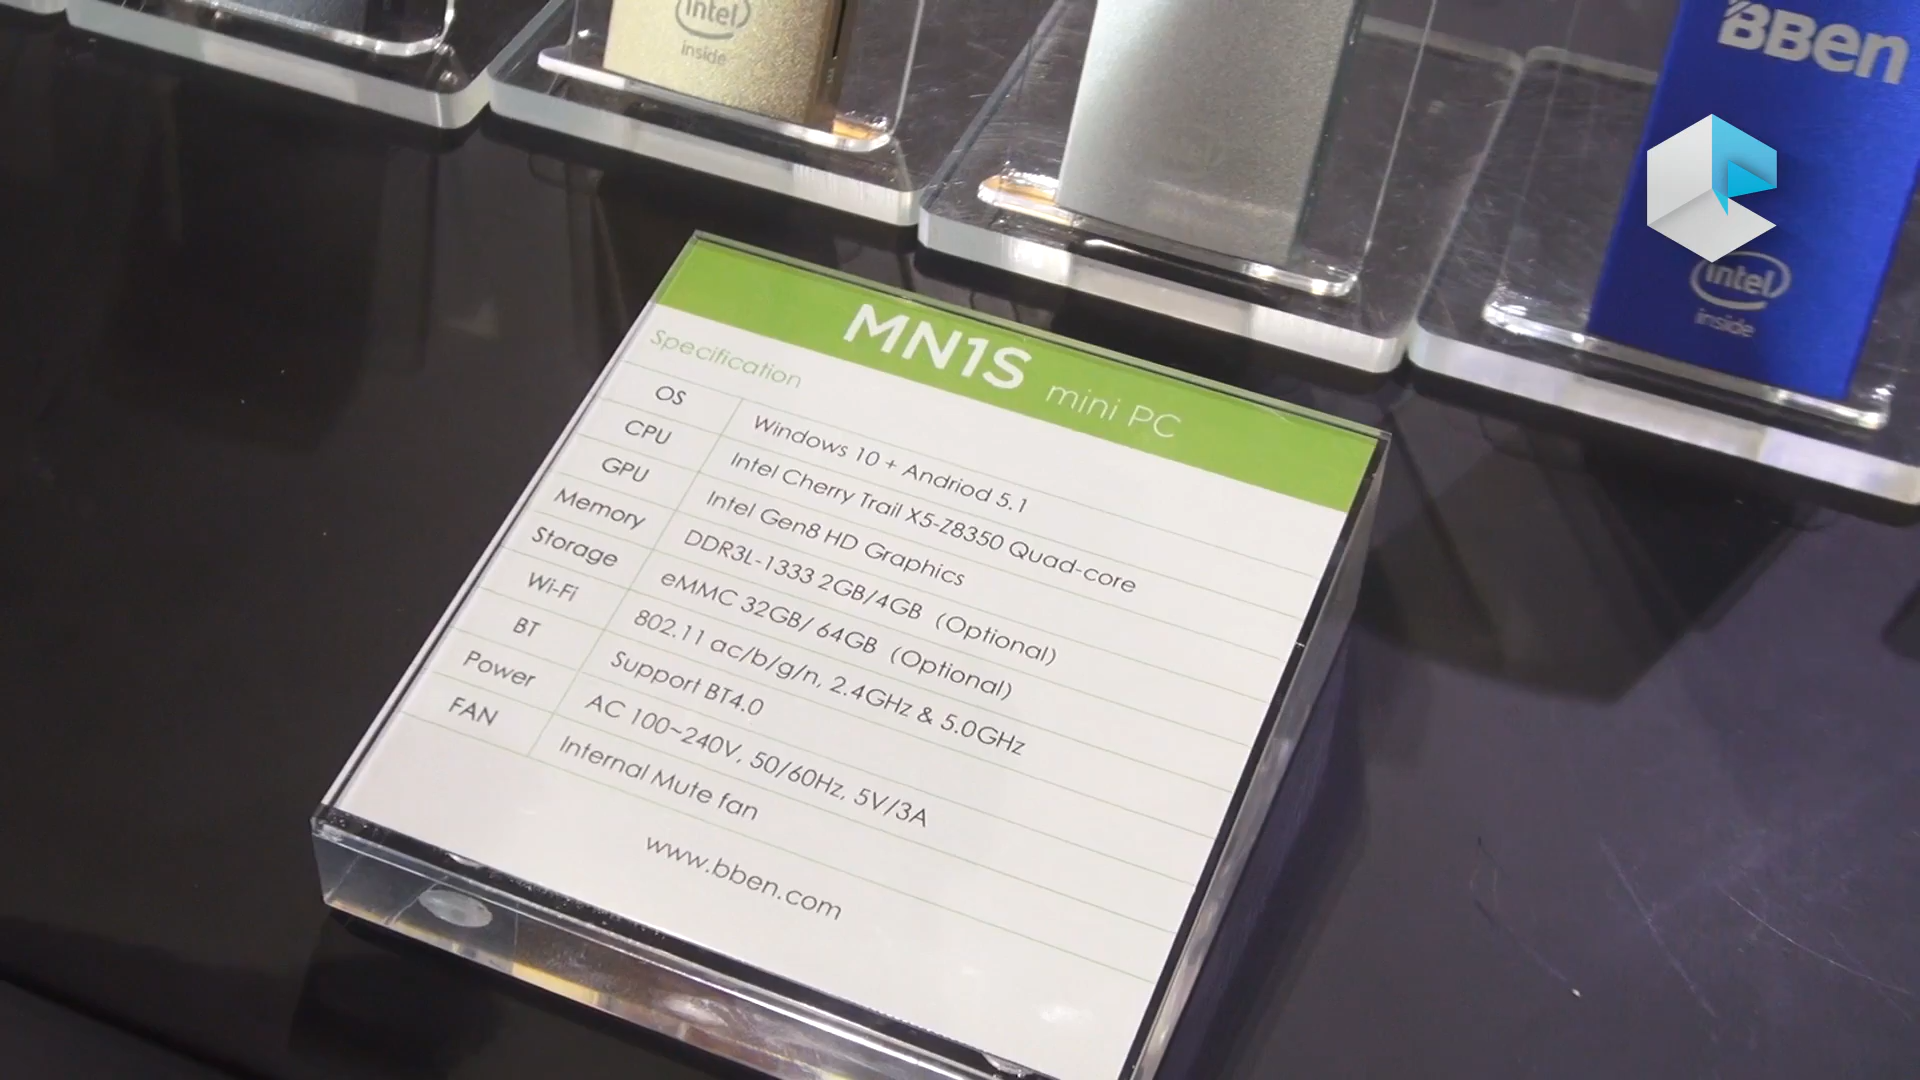 intel
inside
BBen
intel
inside
MN1S mini PC
Specification
OS Windows 10 + Andriod 5.1
CPU Intel Cherry Trail X5-Z8350 Quad-core
GPU Intel Gen8 HD Graphics
Memory DDR3L-1333 2GB/4GB (Optional)
Storage eMMC 32GB/ 64GB (Optional)
Wi-Fi 802.11 ac/b/g/n, 2.4GHz & 5.0GHz
BT Support BT4.0
Power AC 100~240V, 50/60Hz, 5V/3A
FAN Internal Mute fan
www.bben.com